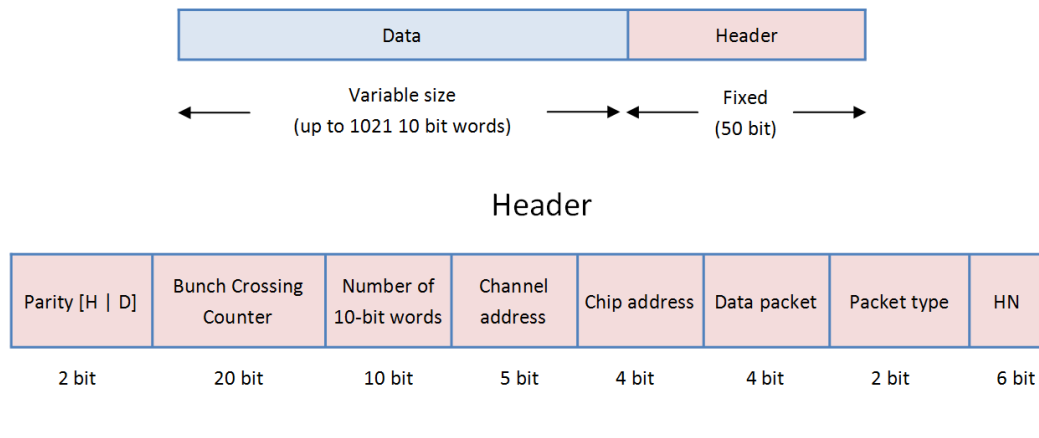 Data
Header
Variable size
(up to 1021 10 bit words)
Fixed
(50 bit)
Header
Parity [H | D]
Bunch Crossing
Counter
Number of
10-bit words
Channel
address
Chip address
Data packet
Packet type
HN
2 bit
20 bit
10 bit
5 bit
4 bit
4 bit
2 bit
6 bit